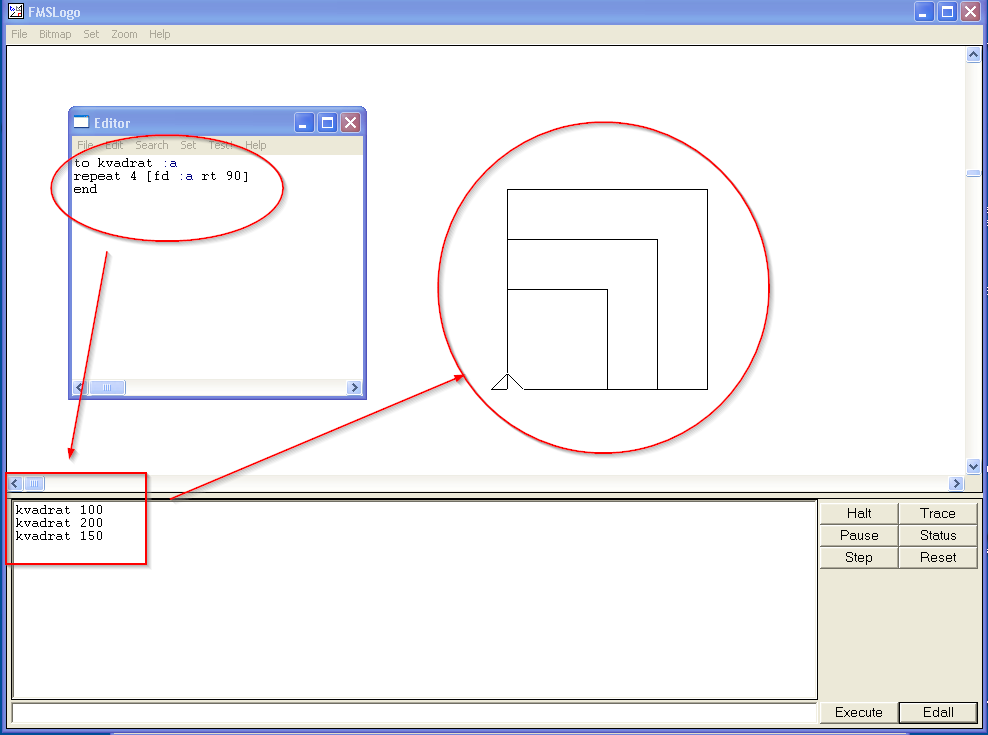 FMSLogo
File Bitmap Set Zoom Help
Editor
File Edit Search Set Test! Help
to kvadrat :a
repeat 4 [fd :a rt 90]
end
kvadrat 100
kvadrat 200
kvadrat 150
Halt Trace
Pause Status
Step Reset
Execute Edall